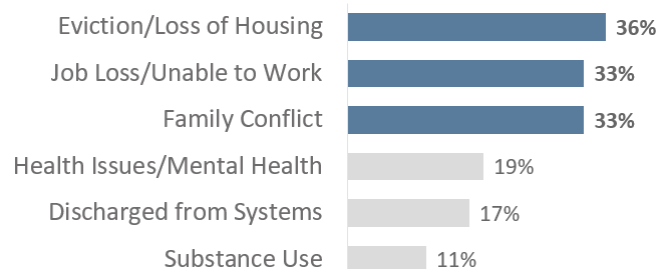 Eviction/Loss of Housing 36%
Job Loss/Unable to Work 33%
Family Conflict 33%
Health Issues/Mental Health 19%
Discharged from Systems 17%
Substance Use 11%